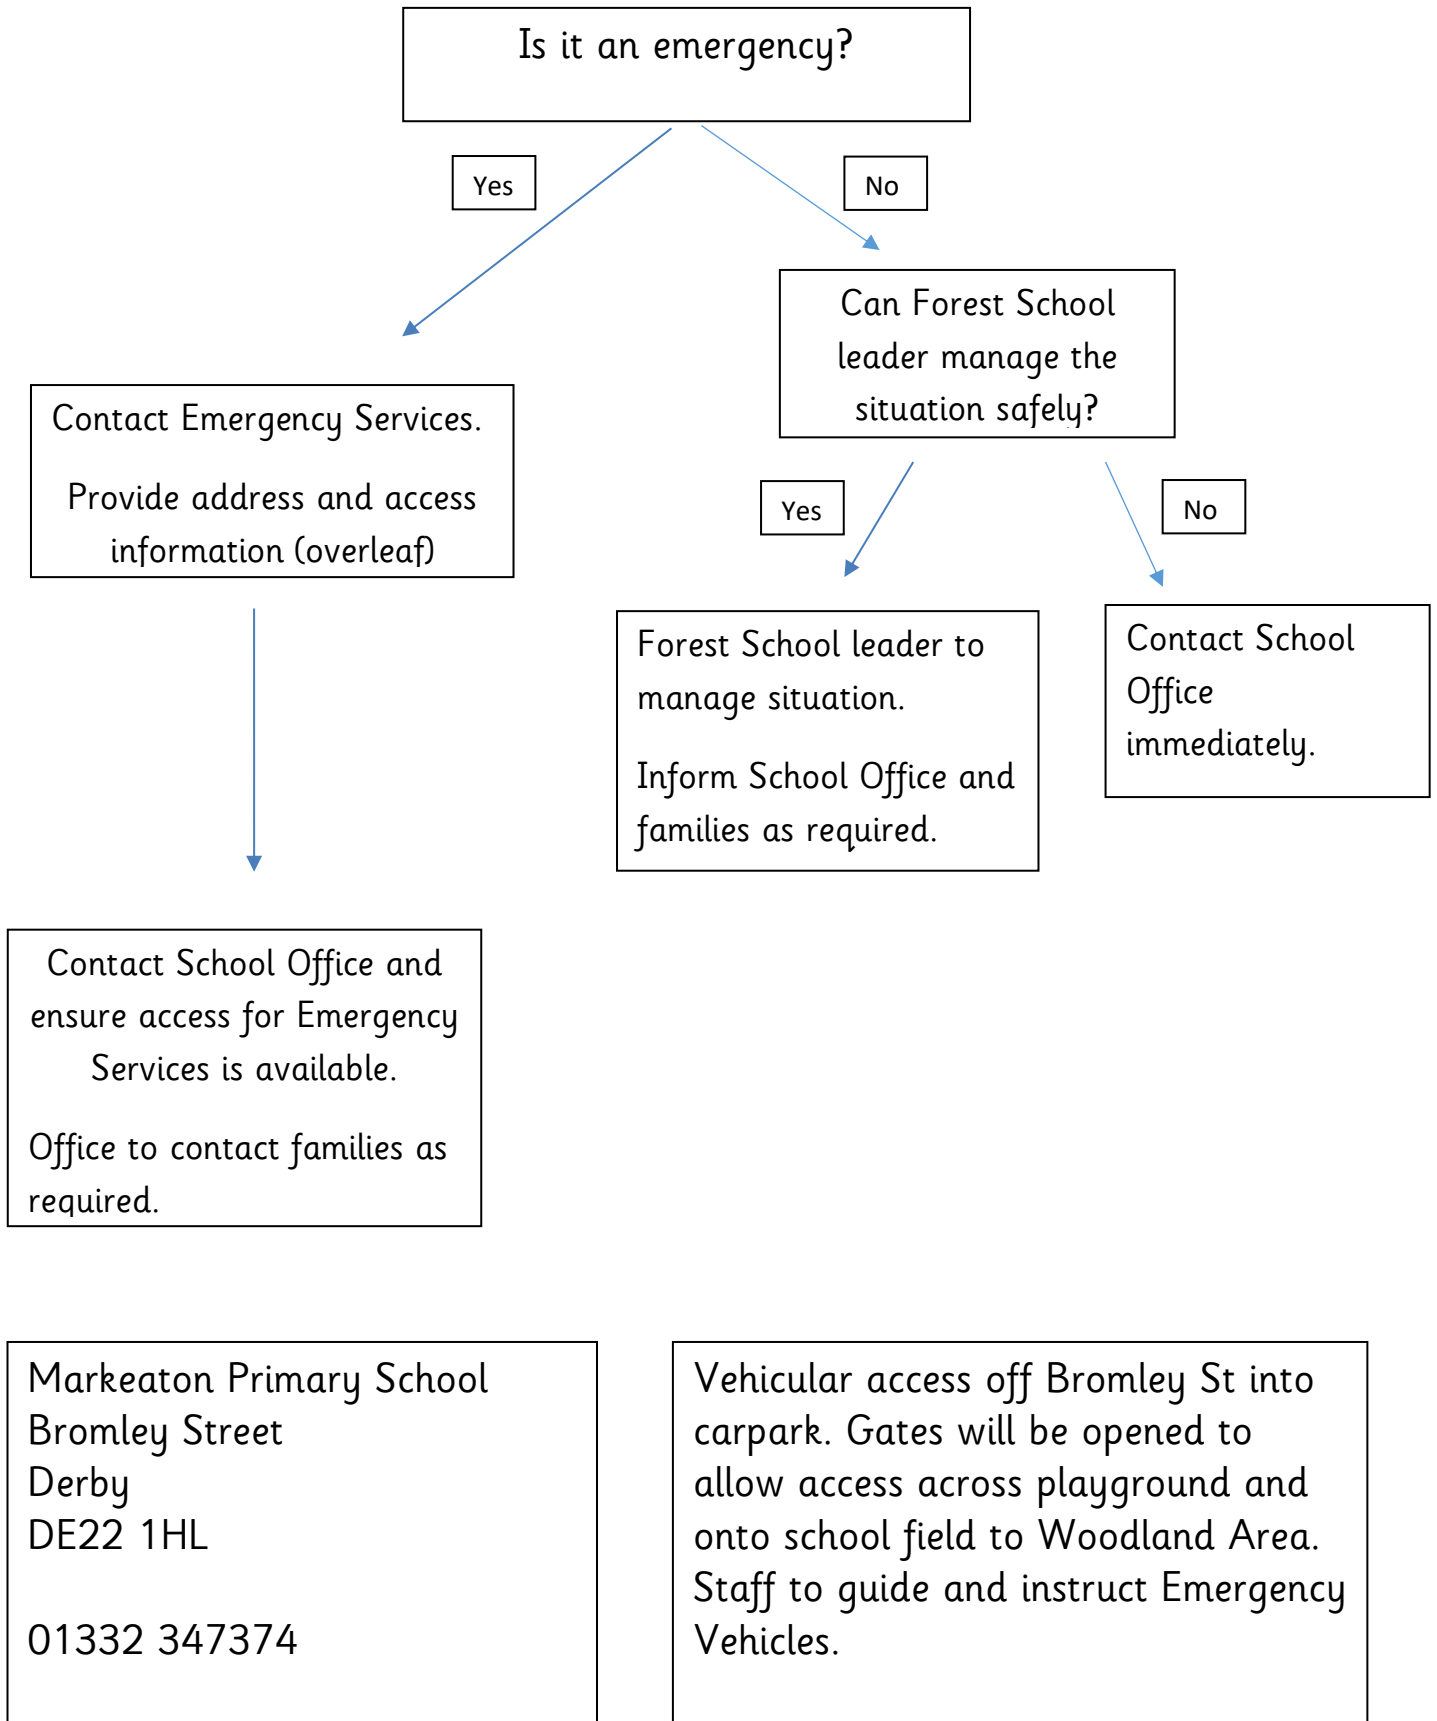 Is it an emergency?
Yes
No
Can Forest School
leader manage the
situation safely?
Contact Emergency Services.
Provide address and access
information (overleaf)
Yes
No
Forest School leader to
manage situation.
Inform School Office and
families as required.
Contact School
Office
immediately.
Contact School Office and
ensure access for Emergency
Services is available.
Office to contact families as
required.
Markeaton Primary School
Bromley Street
Derby
DE22 1HL
01332 347374
Vehicular access off Bromley St into
carpark. Gates will be opened to
allow access across playground and
onto school field to Woodland Area.
Staff to guide and instruct Emergency
Vehicles.